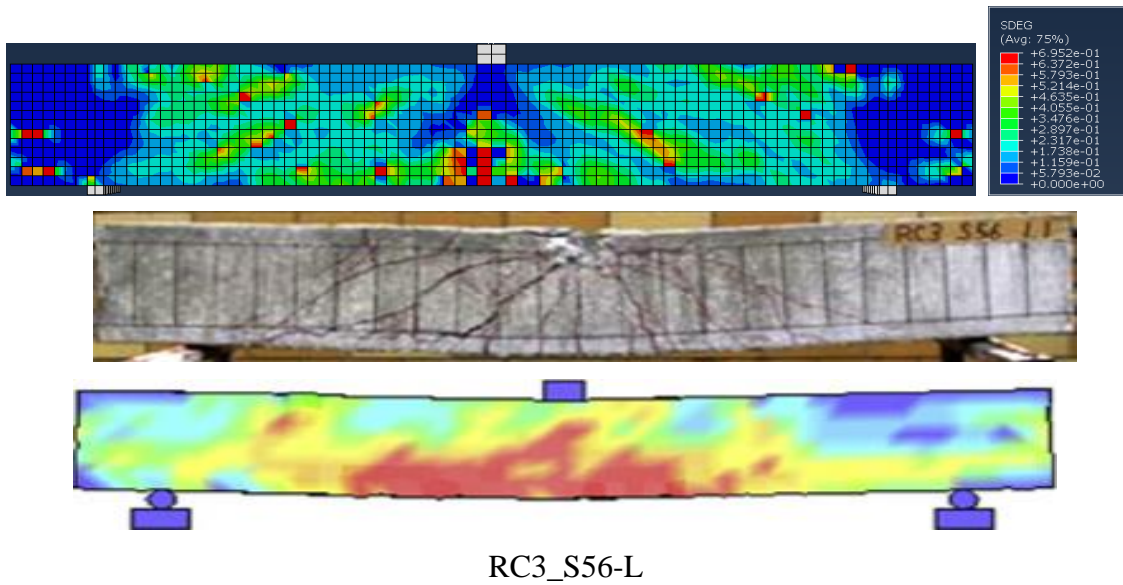 SDEG
(Avg: 75%)
+6.952e-01
+6.372e-01
+5.793e-01
+5.214e-01
+4.635e-01
+4.055e-01
+3.476e-01
+2.897e-01
+2.317e-01
+1.738e-01
+1.159e-01
+5.793e-02
+0.000e+00
RC3 S56 1.1
RC3_S56-L